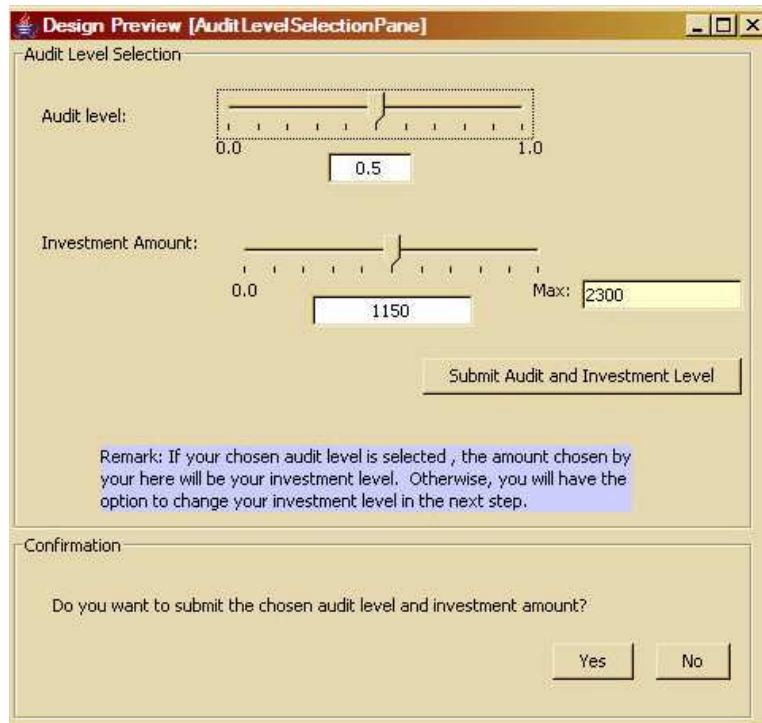 Design Preview [AuditLevelSelectionPane]
Audit Level Selection
Audit level:
0.0 1.0
0.5
Investment Amount:
0.0 Max: 2300
1150
Submit Audit and Investment Level
Remark: If your chosen audit level is selected , the amount chosen by
your here will be your investment level. Otherwise, you will have the
option to change your investment level in the next step.
Confirmation
Do you want to submit the chosen audit level and investment amount?
Yes No